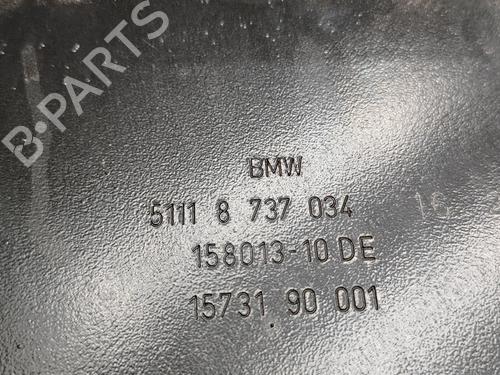 B-PARTS
BMW
5111 8 737 034
158013-10 DE
15731 90 001